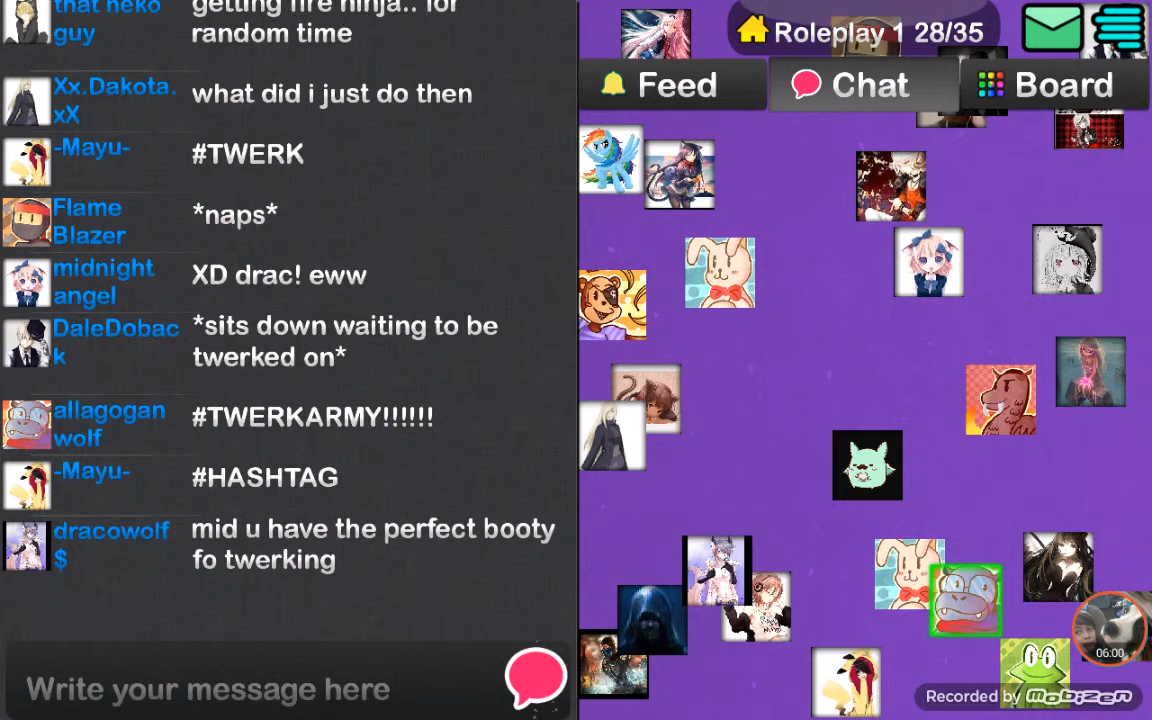 that neko
guy
getting fire ninja.. for
random time
Xx.Dakota.
xX
what did i just do then
-Mayu-
#TWERK
Flame
Blazer
*naps*
midnight
angel
XD drac! eww
DaleDobac
k
*sits down waiting to be
twerked on*
allagogan
wolf
#TWERKARMY!!!!!!
-Mayu-
#HASHTAG
dracowolf
$
mid u have the perfect booty
fo twerking
Write your message here
Roleplay 1 28/35
Feed
Chat
Board
06:00
Recorded by Mobizen